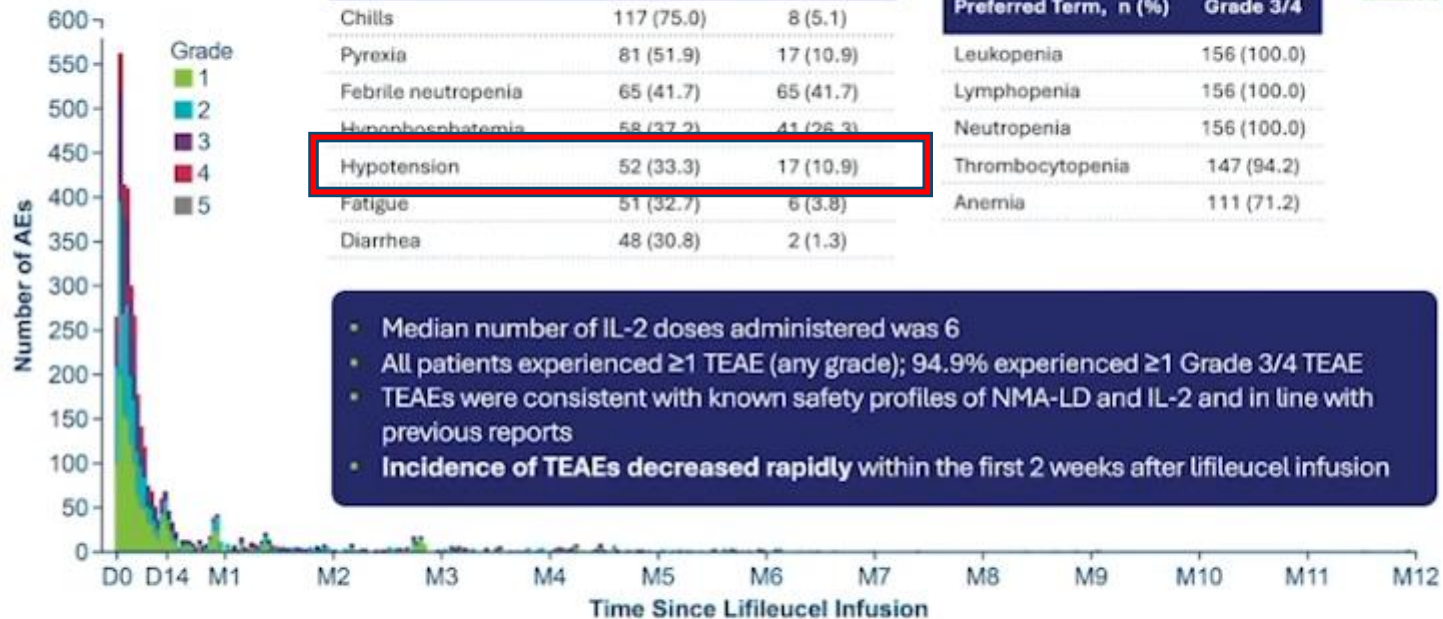 Preferred Term, n (%) Grade 3/4
Chills 117 (75.0) 8 (5.1)
Pyrexia 81 (51.9) 17 (10.9)
Febrile neutropenia 65 (41.7) 65 (41.7)
Hypophosphatemia 58 (37.2) 41 (26.3)
Hypotension 52 (33.3) 17 (10.9)
Fatigue 51 (32.7) 6 (3.8)
Diarrhea 48 (30.8) 2 (1.3)
Leukopenia 156 (100.0)
Lymphopenia 156 (100.0)
Neutropenia 156 (100.0)
Thrombocytopenia 147 (94.2)
Anemia 111 (71.2)
Grade
1
2
3
4
5
Number of AEs
600
550
500
450
400
350
300
250
200
150
100
50
0
• Median number of IL-2 doses administered was 6
• All patients experienced ≥1 TEAE (any grade); 94.9% experienced ≥1 Grade 3/4 TEAE
• TEAEs were consistent with known safety profiles of NMA-LD and IL-2 and in line with
previous reports
• Incidence of TEAEs decreased rapidly within the first 2 weeks after lifileucel infusion
D0 D14 M1 M2 M3 M4 M5 M6 M7 M8 M9 M10 M11 M12
Time Since Lifileucel Infusion